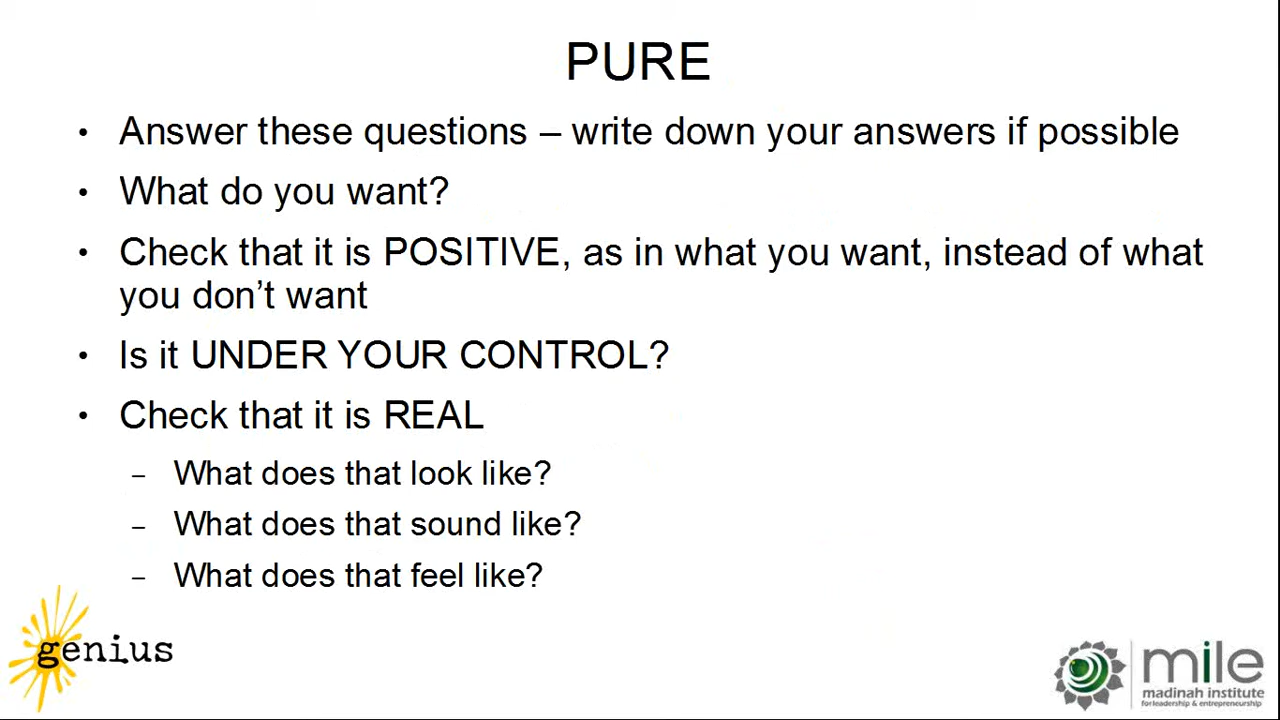 PURE
• Answer these questions – write down your answers if possible
• What do you want?
• Check that it is POSITIVE, as in what you want, instead of what
you don’t want
• Is it UNDER YOUR CONTROL?
• Check that it is REAL
– What does that look like?
– What does that sound like?
– What does that feel like?
genius
mile
madinah institute
for leadership & entrepreneurship